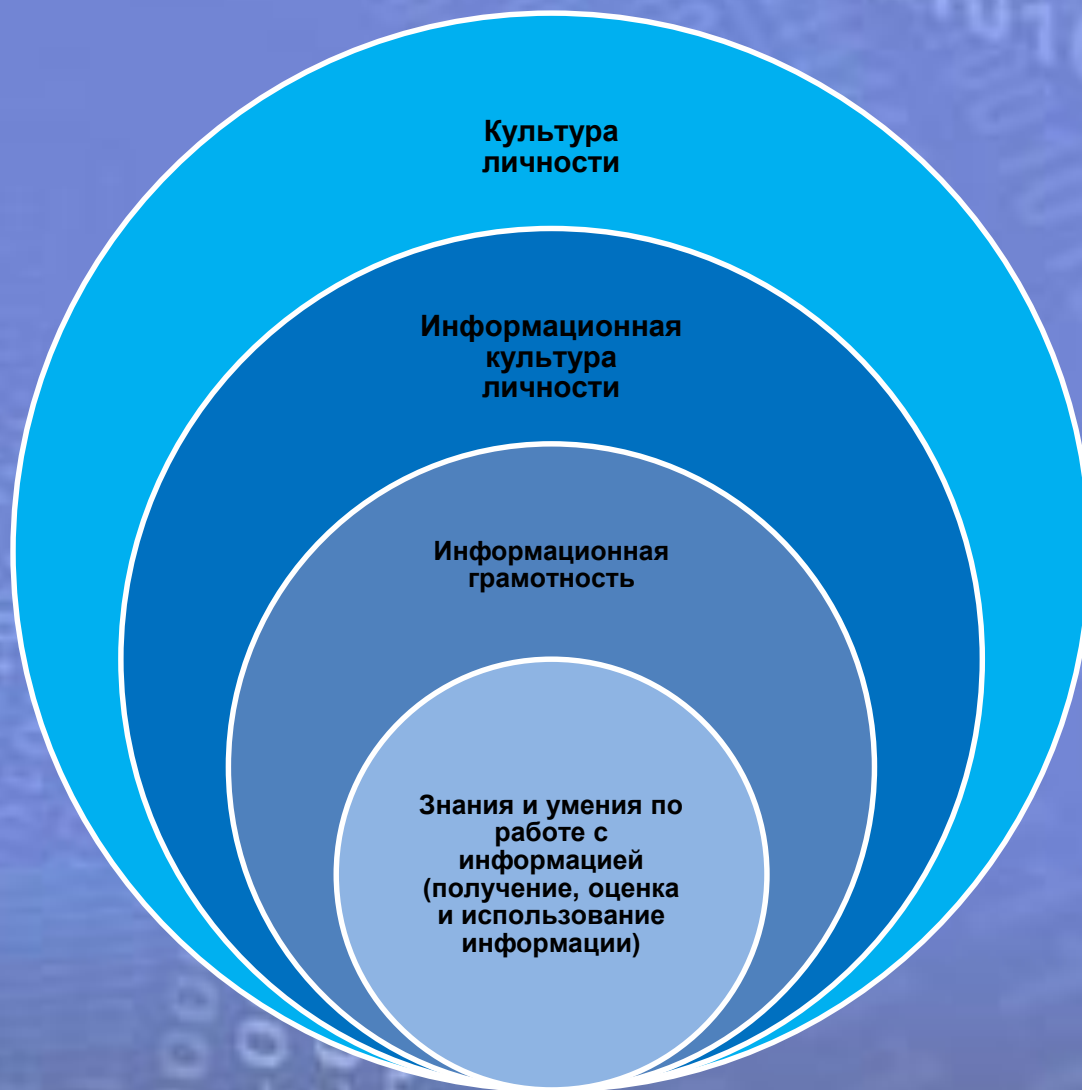 Культура
личности
Информационная
культура
личности
Информационная
грамотность
Знания и умения по
работе с
информацией
(получение, оценка
и использование
информации)